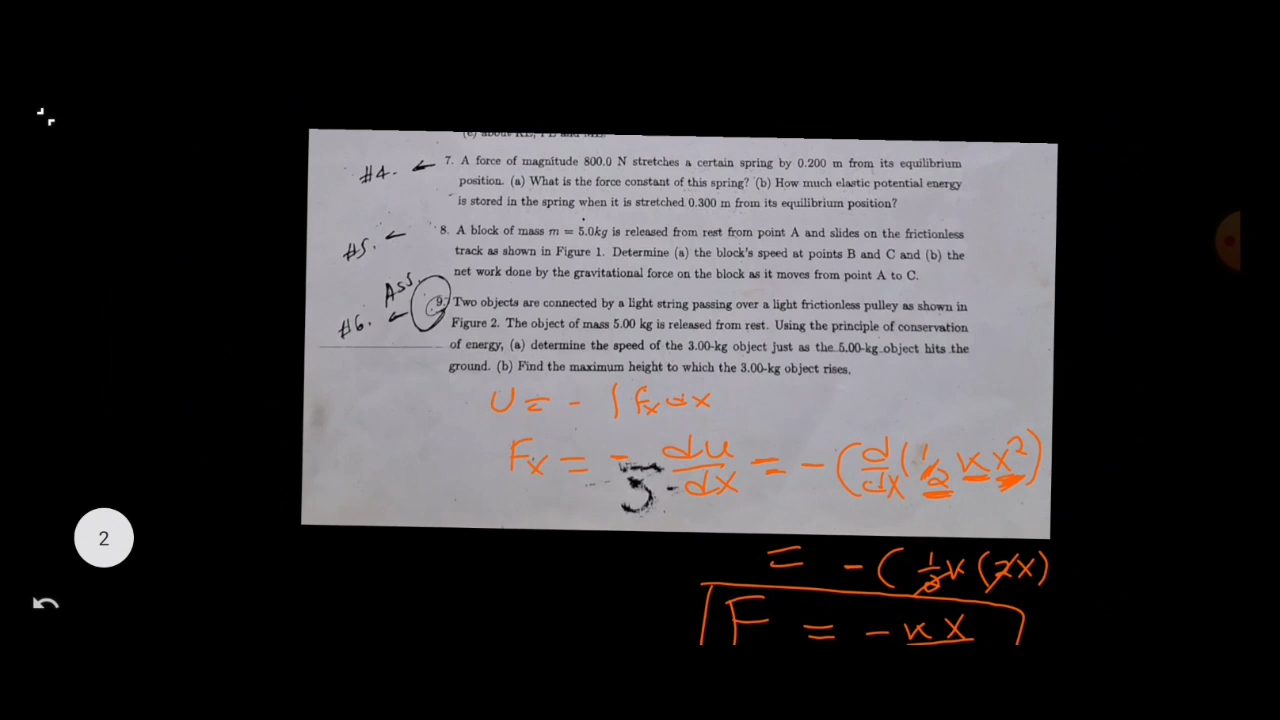 #4. ← 7. A force of magnitude 800.0 N stretches a certain spring by 0.200 m from its equilibrium
position. (a) What is the force constant of this spring? (b) How much elastic potential energy
is stored in the spring when it is stretched 0.300 m from its equilibrium position?
#5. ← 8. A block of mass m = 5.0kg is released from rest from point A and slides on the frictionless
track as shown in Figure 1. Determine (a) the block's speed at points B and C and (b) the
net work done by the gravitational force on the block as it moves from point A to C.
Ass.
#6. ← 9. Two objects are connected by a light string passing over a light frictionless pulley as shown in
Figure 2. The object of mass 5.00 kg is released from rest. Using the principle of conservation
of energy, (a) determine the speed of the 3.00-kg object just as the 5.00-kg object hits the
ground. (b) Find the maximum height to which the 3.00-kg object rises.
U = - ∫ Fx dx
Fx = - du/dx = - (d/dx (1/2 k x²)
5
= - (1/2 k (2x)
F = - k x
2